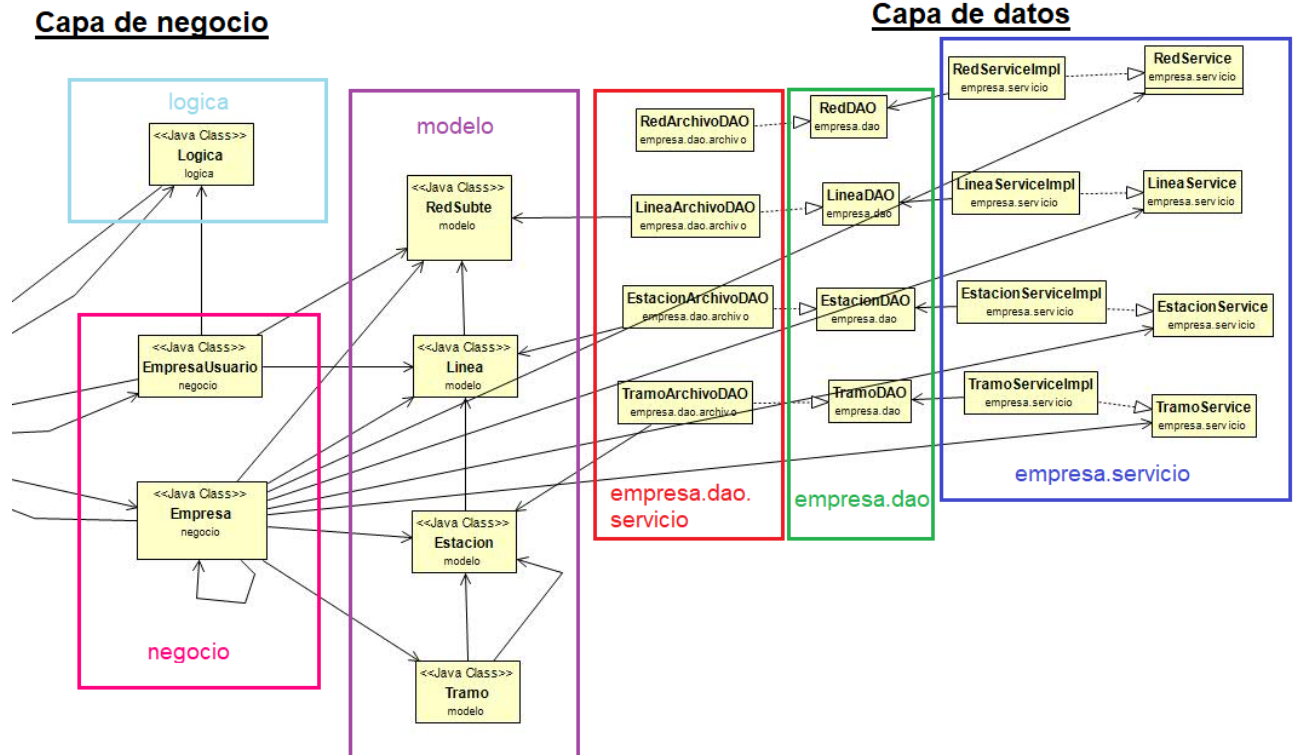 Capa de negocio
Capa de datos
logica
<<Java Class>>
Logica
logica
<<Java Class>>
EmpresaUsuario
negocio
<<Java Class>>
Empresa
negocio
negocio
modelo
<<Java Class>>
RedSubte
modelo
<<Java Class>>
Linea
modelo
<<Java Class>>
Estacion
modelo
<<Java Class>>
Tramo
modelo
RedArchivoDAO
empresa.dao.archivo
LineaArchivoDAO
empresa.dao.archivo
EstacionArchivoDAO
empresa.dao.archivo
TramoArchivoDAO
empresa.dao.archivo
empresa.dao.
servicio
RedDAO
empresa.dao
LineaDAO
empresa.dao
EstacionDAO
empresa.dao
TramoDAO
empresa.dao
empresa.dao
RedServiceImpl
empresa.servicio
RedService
empresa.servicio
LineaServiceImpl
empresa.servicio
LineaService
empresa.servicio
EstacionServiceImpl
empresa.servicio
EstacionService
empresa.servicio
TramoServiceImpl
empresa.servicio
TramoService
empresa.servicio
empresa.servicio